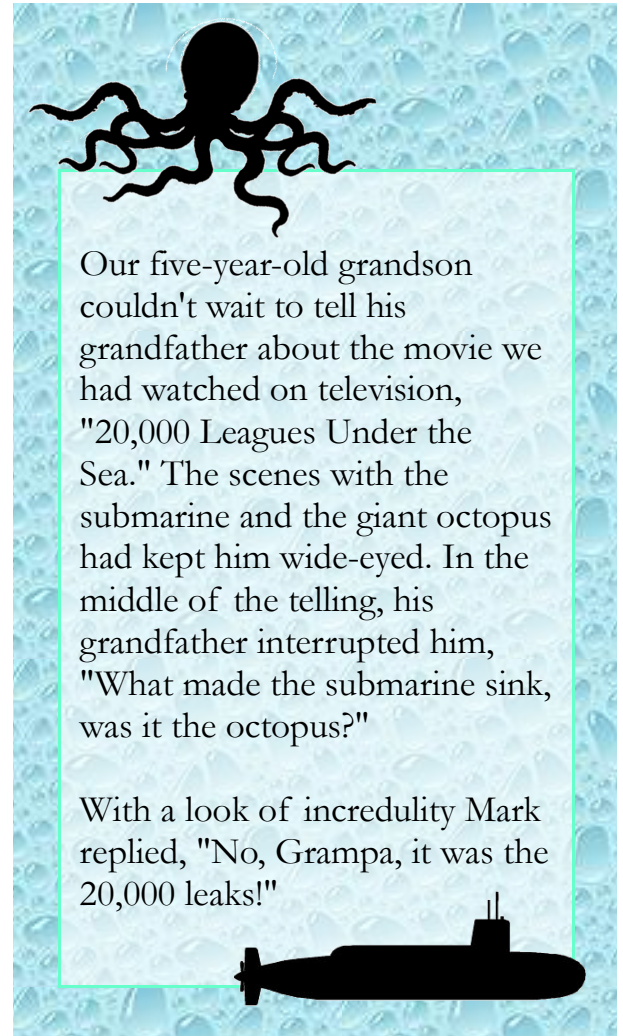 Our five-year-old grandson
couldn't wait to tell his
grandfather about the movie we
had watched on television,
"20,000 Leagues Under the
Sea." The scenes with the
submarine and the giant octopus
had kept him wide-eyed. In the
middle of the telling, his
grandfather interrupted him,
"What made the submarine sink,
was it the octopus?"
With a look of incredulity Mark
replied, "No, Grampa, it was the
20,000 leaks!"